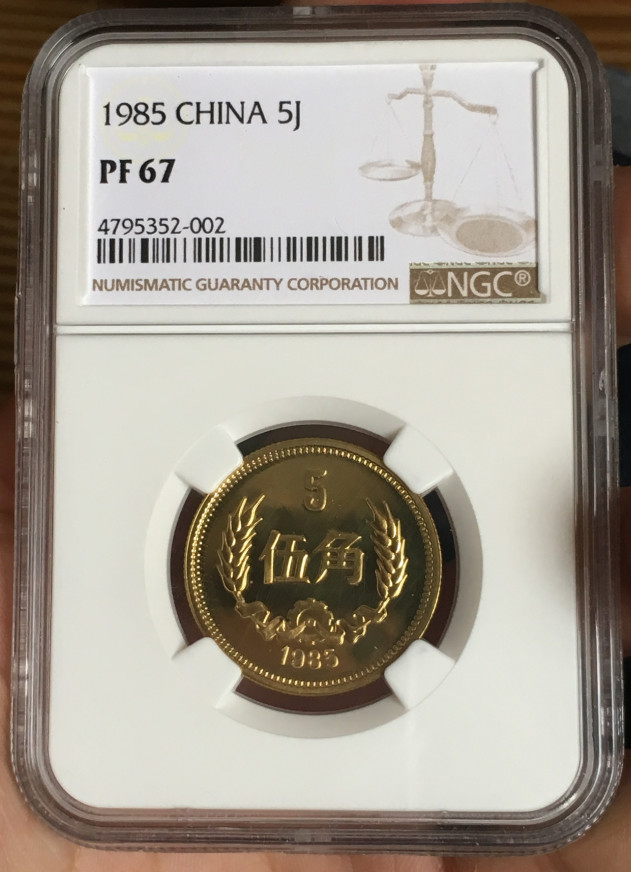 1985 CHINA 5J
PF 67
4795352-002
NUMISMATIC GUARANTY CORPORATION
NGC®
5
伍角
1985